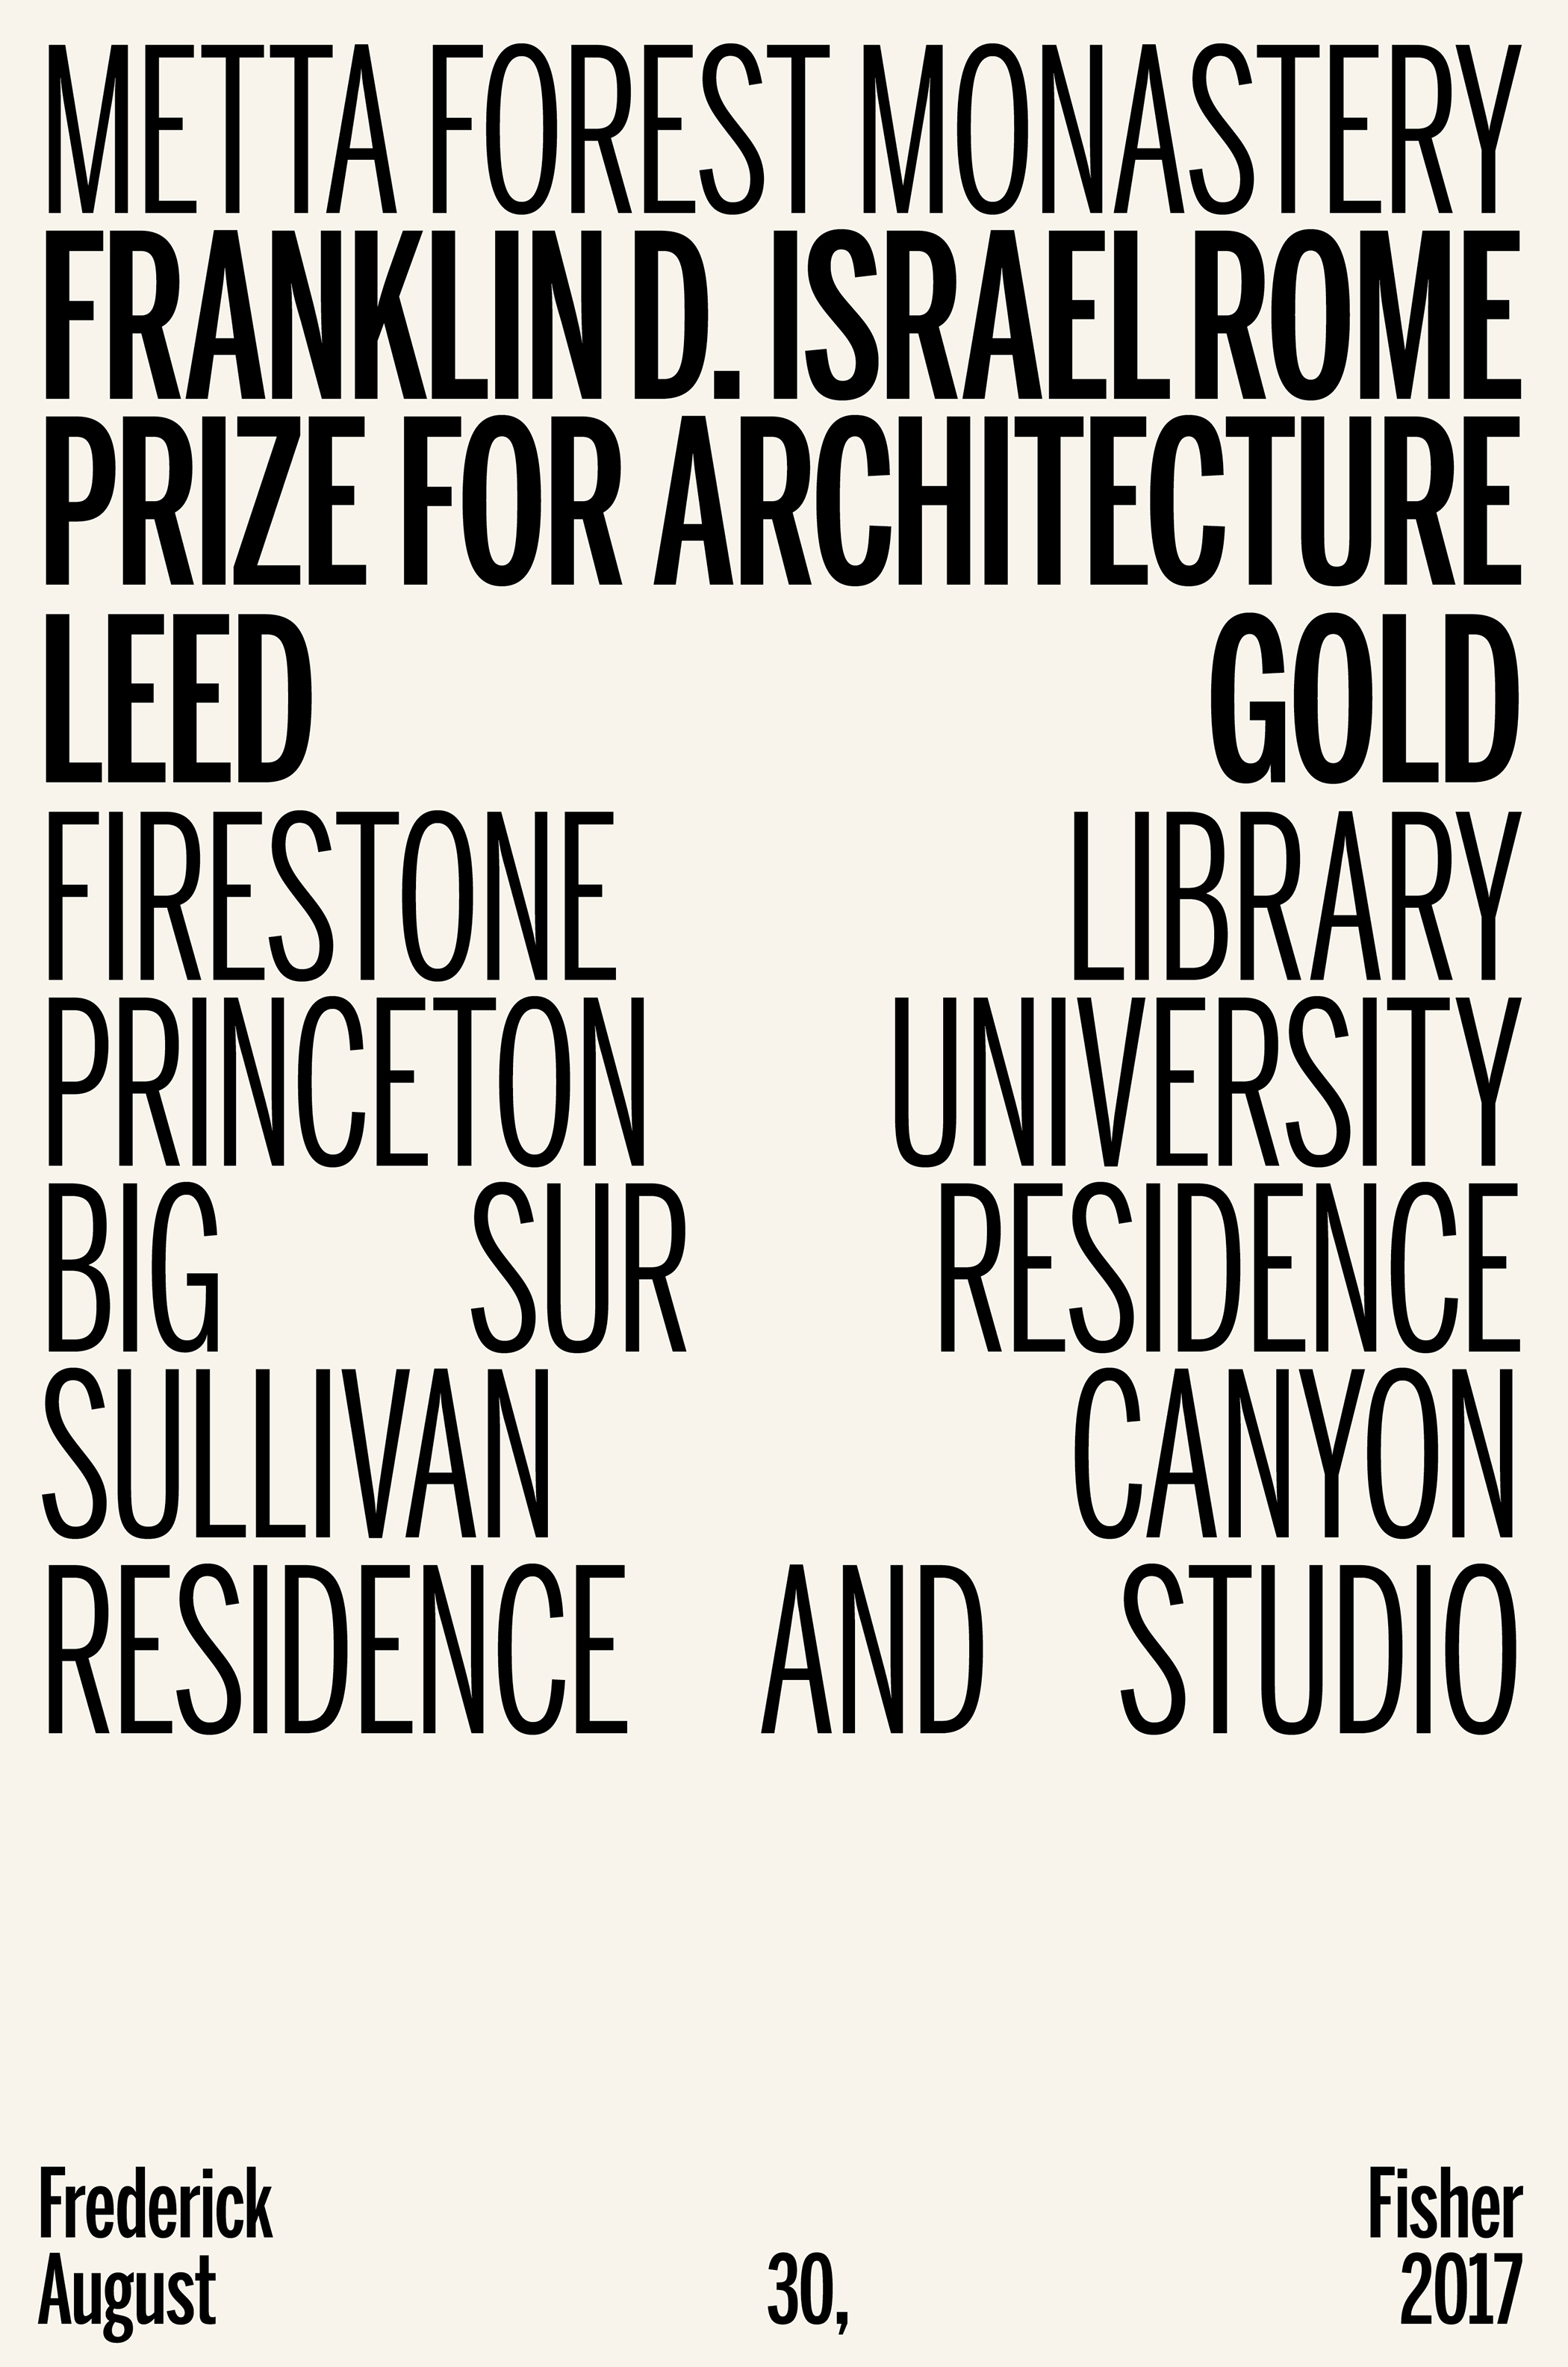 METTA FOREST MONASTERY
FRANKLIN D. ISRAEL ROME
PRIZE FOR ARCHITECTURE
LEED GOLD
FIRESTONE LIBRARY
PRINCETON UNIVERSITY
BIG SUR RESIDENCE
SULLIVAN CANYON
RESIDENCE AND STUDIO
Frederick Fisher
August 30, 2017